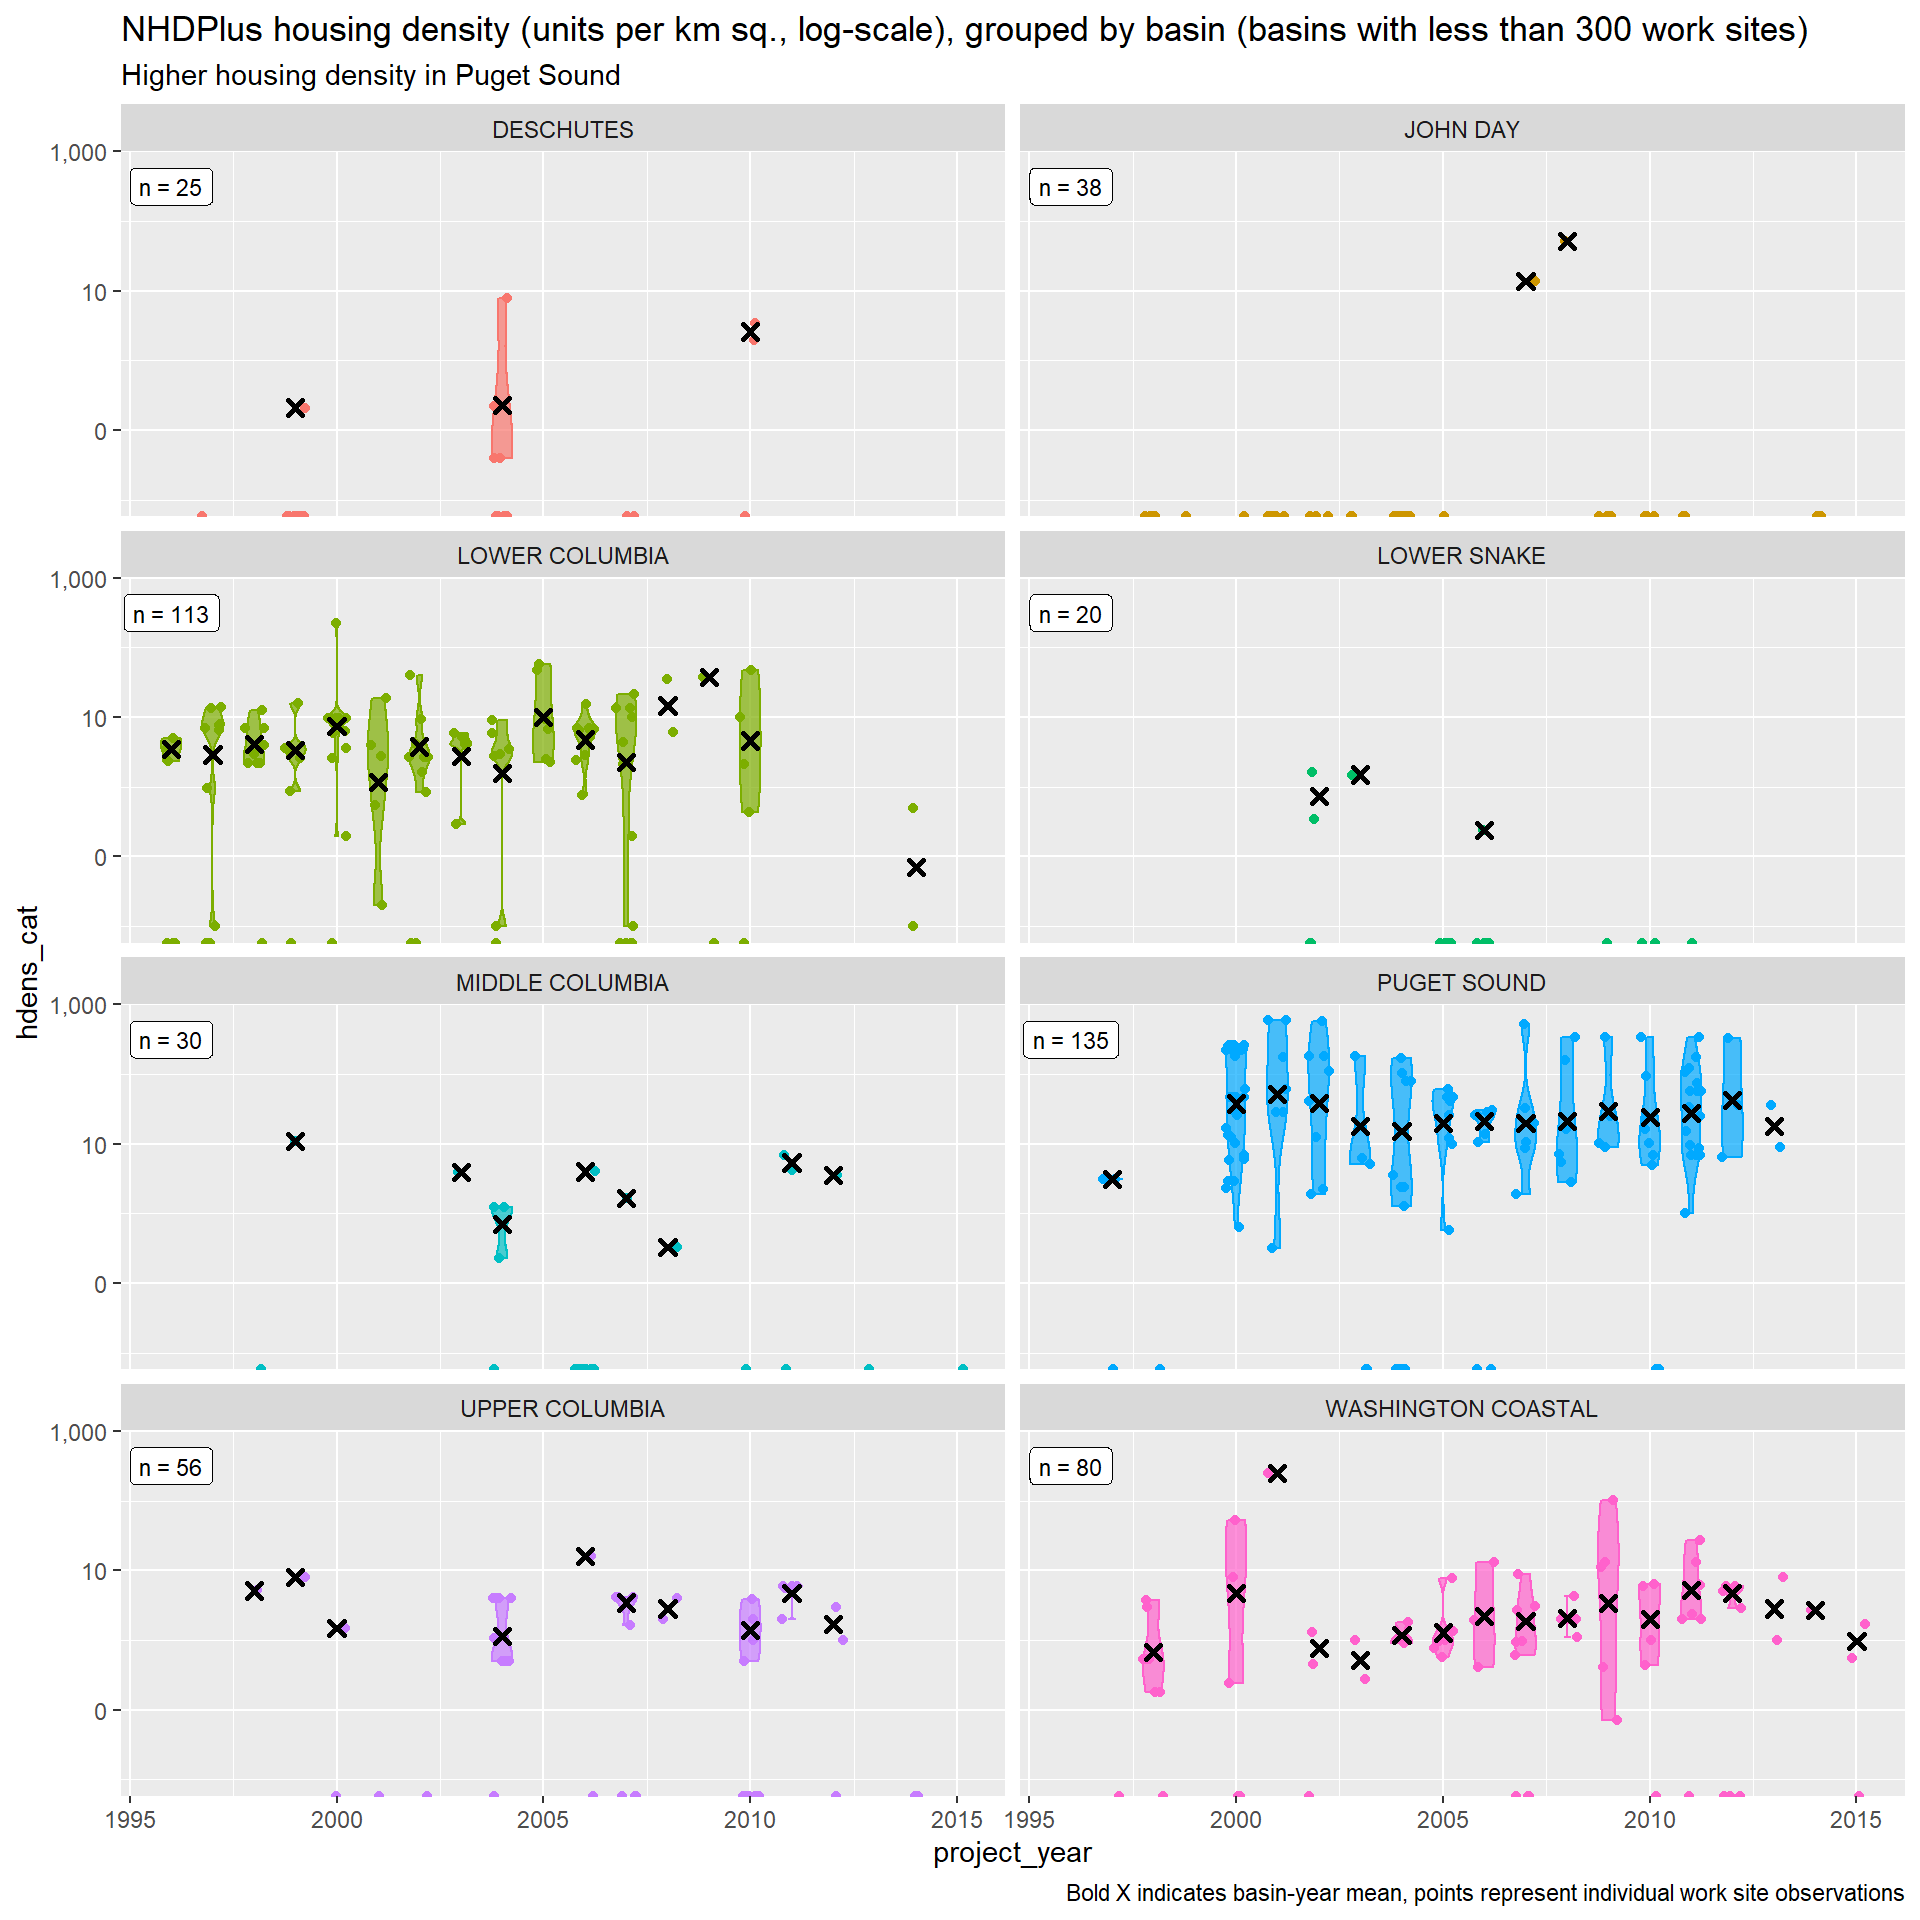 NHDPlus housing density (units per km sq., log-scale), grouped by basin (basins with less than 300 work sites)
Higher housing density in Puget Sound
DESCHUTES
JOHN DAY
1,000
10
0
n = 25
n = 38
LOWER COLUMBIA
LOWER SNAKE
1,000
10
0
n = 113
n = 20
MIDDLE COLUMBIA
PUGET SOUND
1,000
10
0
n = 30
n = 135
UPPER COLUMBIA
WASHINGTON COASTAL
1,000
10
0
n = 56
n = 80
hdens_cat
1995 2000 2005 2010 2015
1995 2000 2005 2010 2015
project_year
Bold X indicates basin-year mean, points represent individual work site observations